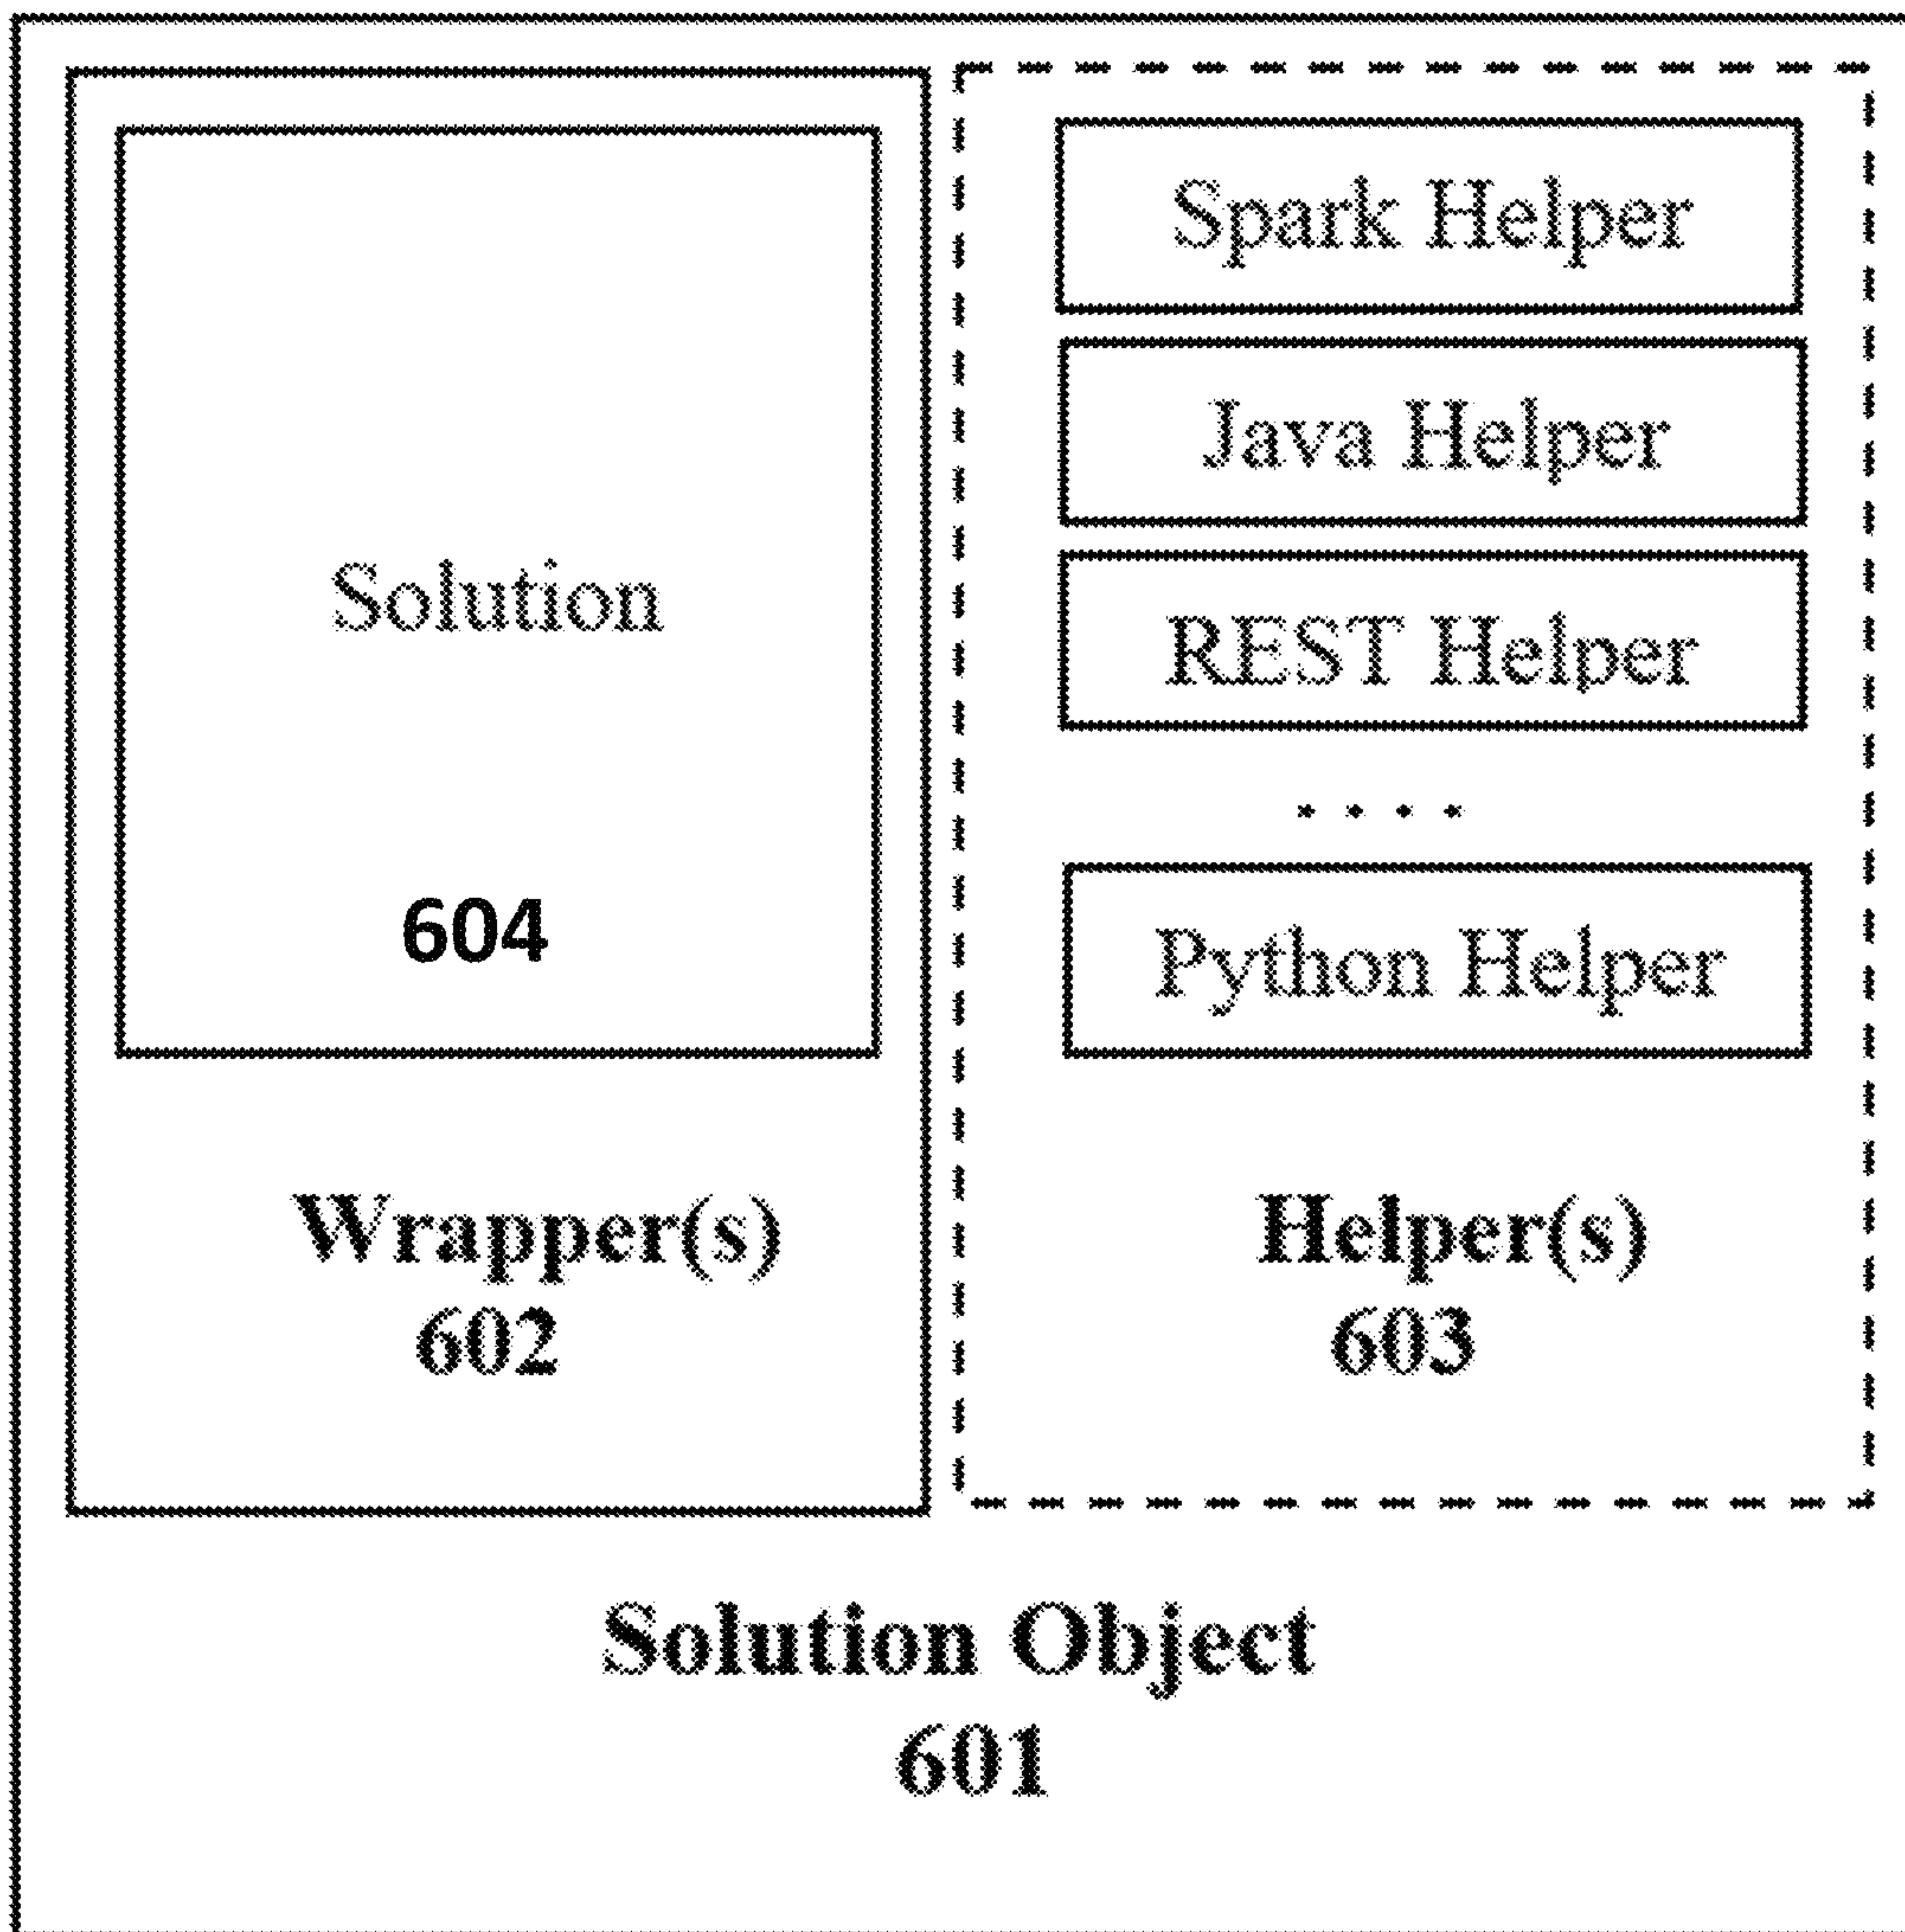 Solution
604
Wrapper(s)
602
Spark Helper
Java Helper
REST Helper
. . . .
Python Helper
Helper(s)
603
Solution Object
601